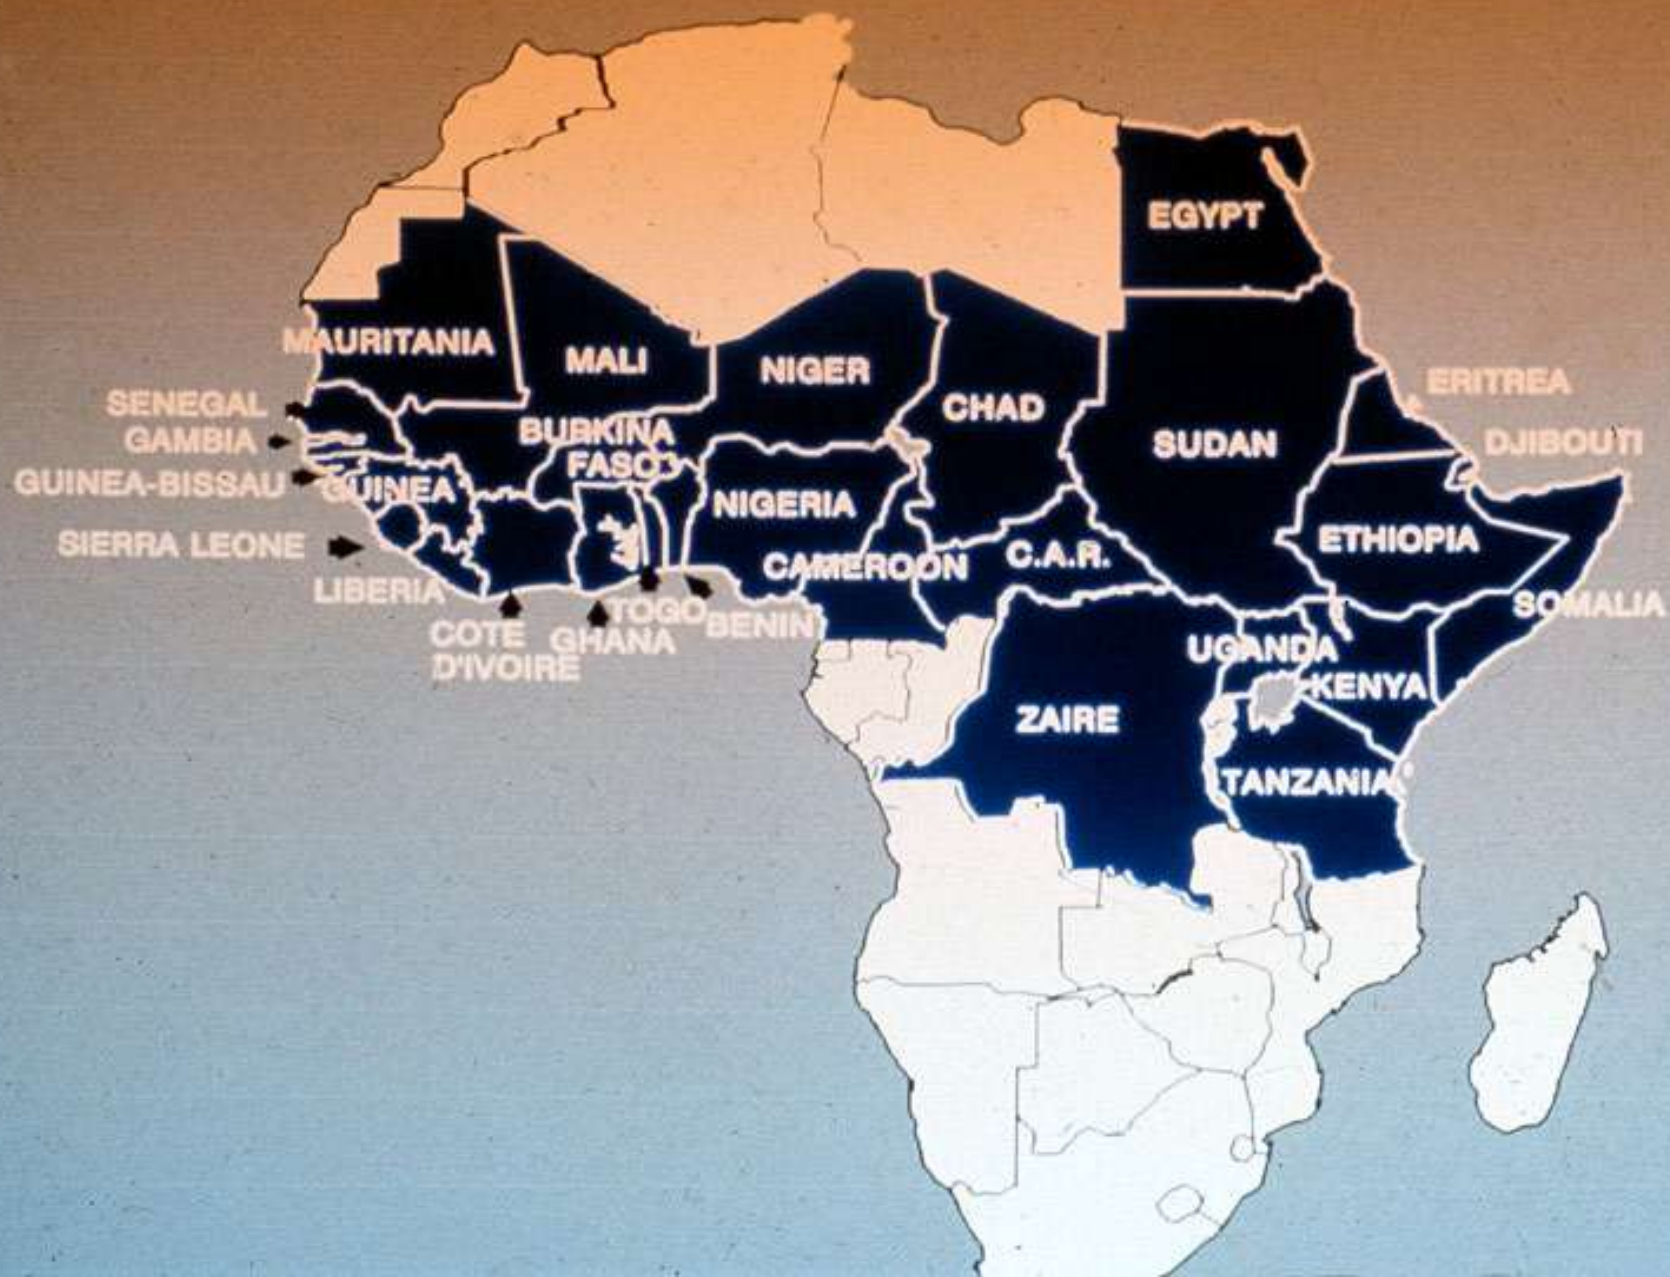 EGYPT
MAURITANIA
MALI
NIGER
CHAD
SUDAN
ERITREA
SENEGAL
GAMBIA
DJIBOUTI
BURKINA
FASO
GUINEA-BISSAU
GUINEA
NIGERIA
ETHIOPIA
SIERRA LEONE
CAMEROON
C.A.R.
LIBERIA
SOMALIA
TOGO
BENIN
COTE
D'IVOIRE
GHANA
UGANDA
KENYA
ZAIRE
TANZANIA